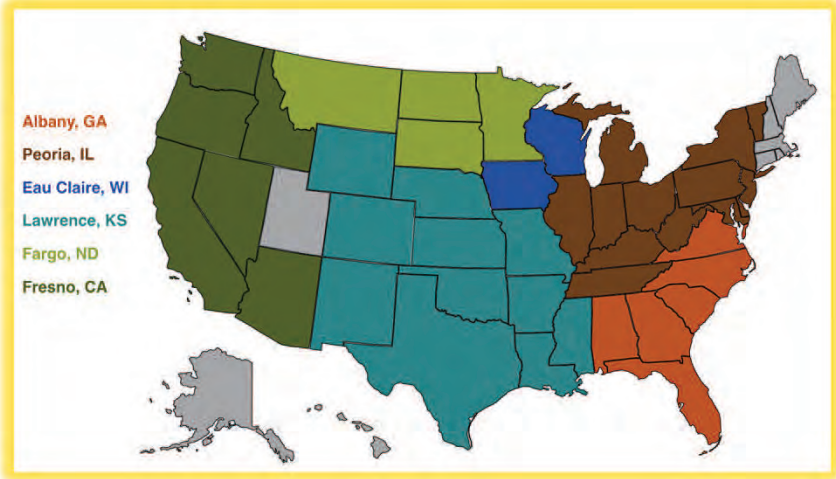 Albany, GA
Peoria, IL
Eau Claire, WI
Lawrence, KS
Fargo, ND
Fresno, CA